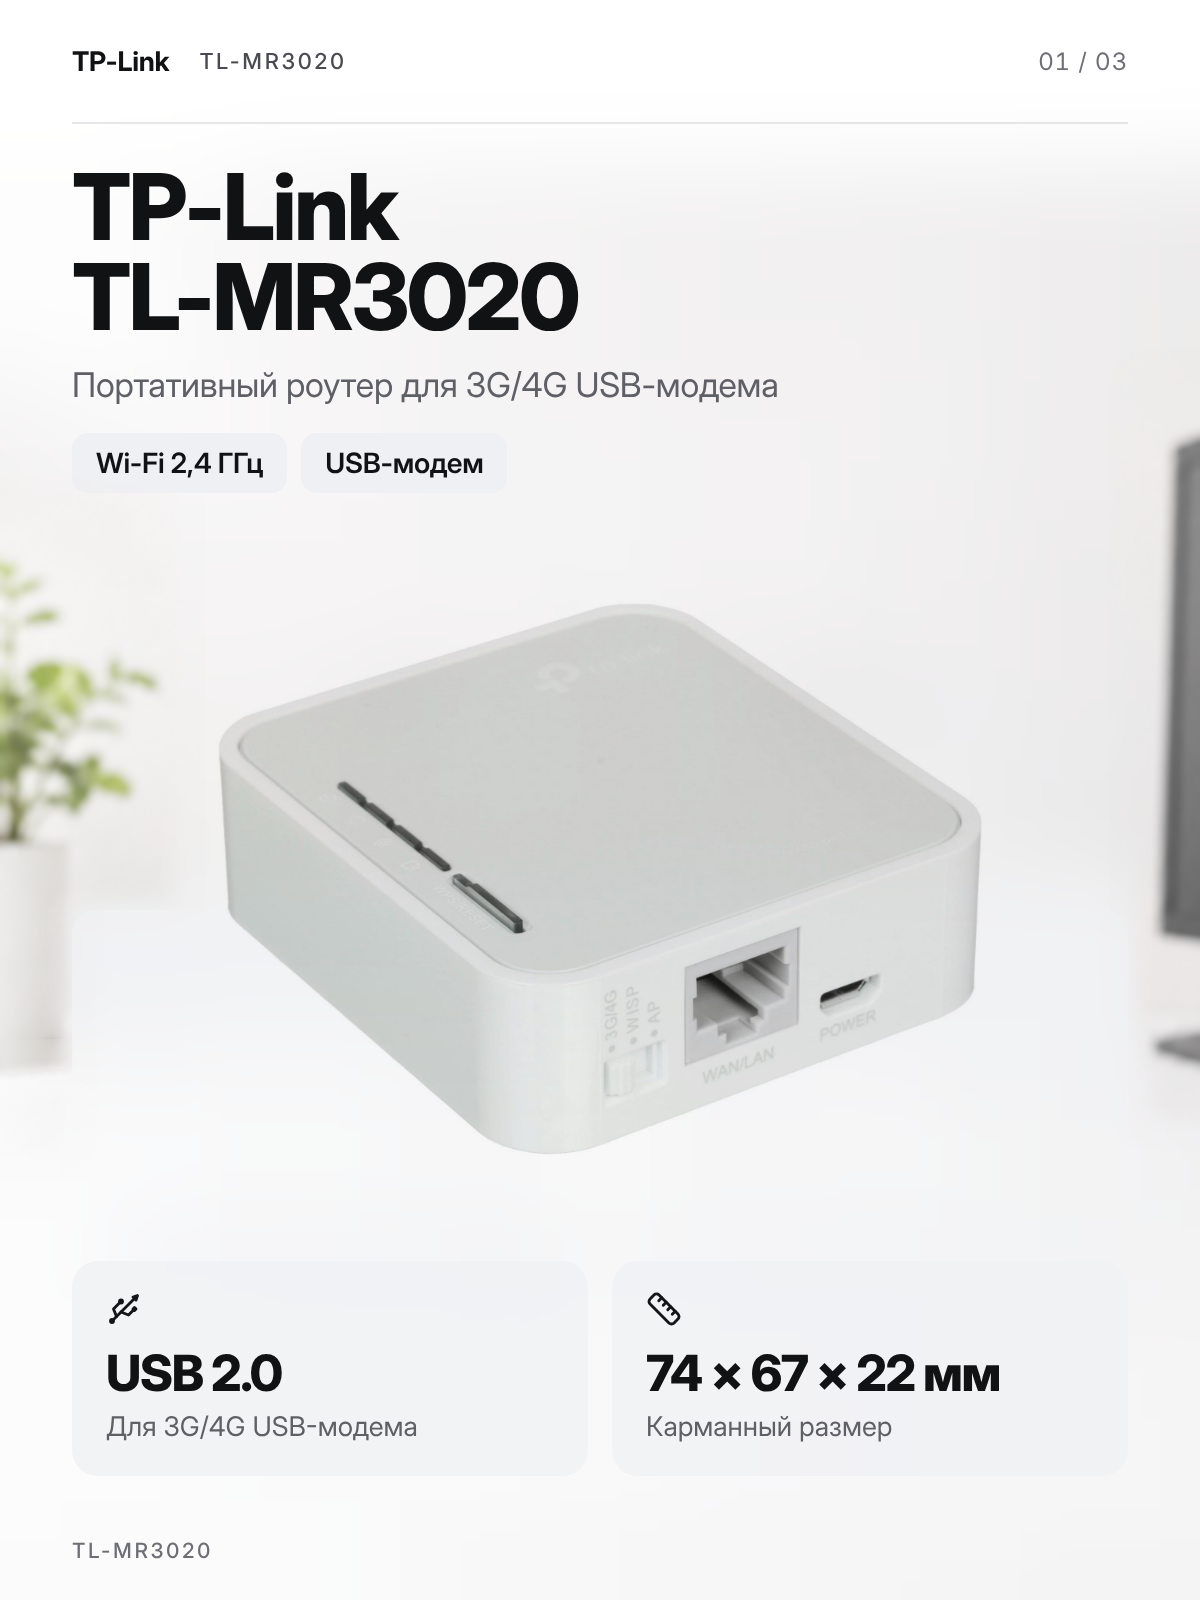 TP-Link TL-MR3020 01 / 03
TP-Link
TL-MR3020
Портативный роутер для 3G/4G USB-модема
Wi-Fi 2,4 ГГц USB-модем
3G/4G
WISP
AP
WAN/LAN
POWER
USB 2.0
Для 3G/4G USB-модема
74 × 67 × 22 мм
Карманный размер
TL-MR3020